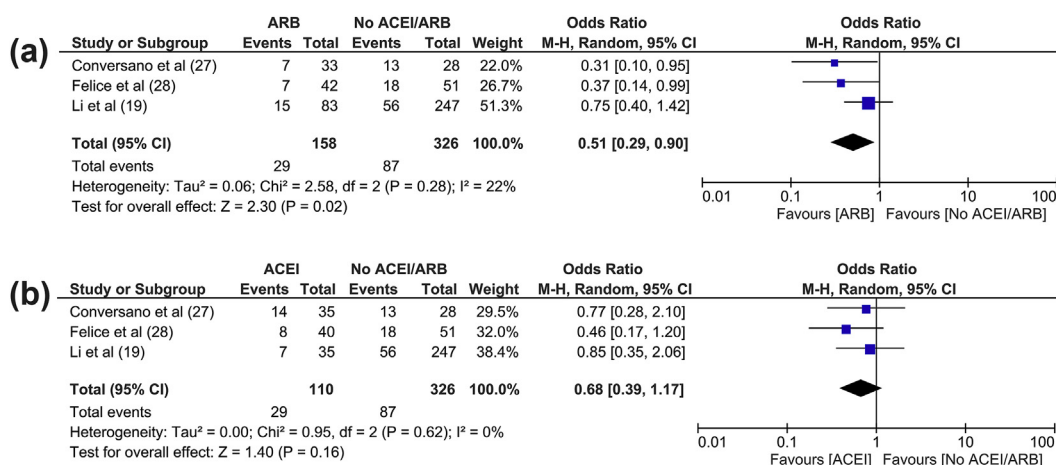 (a)
ARB No ACEI/ARB Odds Ratio Odds Ratio
Study or Subgroup Events Total Events Total Weight M-H, Random, 95% CI M-H, Random, 95% CI
Conversano et al (27) 7 33 13 28 22.0% 0.31 [0.10, 0.95]
Felice et al (28) 7 42 18 51 26.7% 0.37 [0.14, 0.99]
Li et al (19) 15 83 56 247 51.3% 0.75 [0.40, 1.42]
Total (95% CI) 158 326 100.0% 0.51 [0.29, 0.90]
Total events 29 87
Heterogeneity: Tau² = 0.06; Chi² = 2.58, df = 2 (P = 0.28); I² = 22%
Test for overall effect: Z = 2.30 (P = 0.02)
0.01 0.1 1 10 100
Favours [ARB] Favours [No ACEI/ARB]
(b)
ACEI No ACEI/ARB Odds Ratio Odds Ratio
Study or Subgroup Events Total Events Total Weight M-H, Random, 95% CI M-H, Random, 95% CI
Conversano et al (27) 14 35 13 28 29.5% 0.77 [0.28, 2.10]
Felice et al (28) 8 40 18 51 32.0% 0.46 [0.17, 1.20]
Li et al (19) 7 35 56 247 38.4% 0.85 [0.35, 2.06]
Total (95% CI) 110 326 100.0% 0.68 [0.39, 1.17]
Total events 29 87
Heterogeneity: Tau² = 0.00; Chi² = 0.95, df = 2 (P = 0.62); I² = 0%
Test for overall effect: Z = 1.40 (P = 0.16)
0.01 0.1 1 10 100
Favours [ACEI] Favours [No ACEI/ARB]